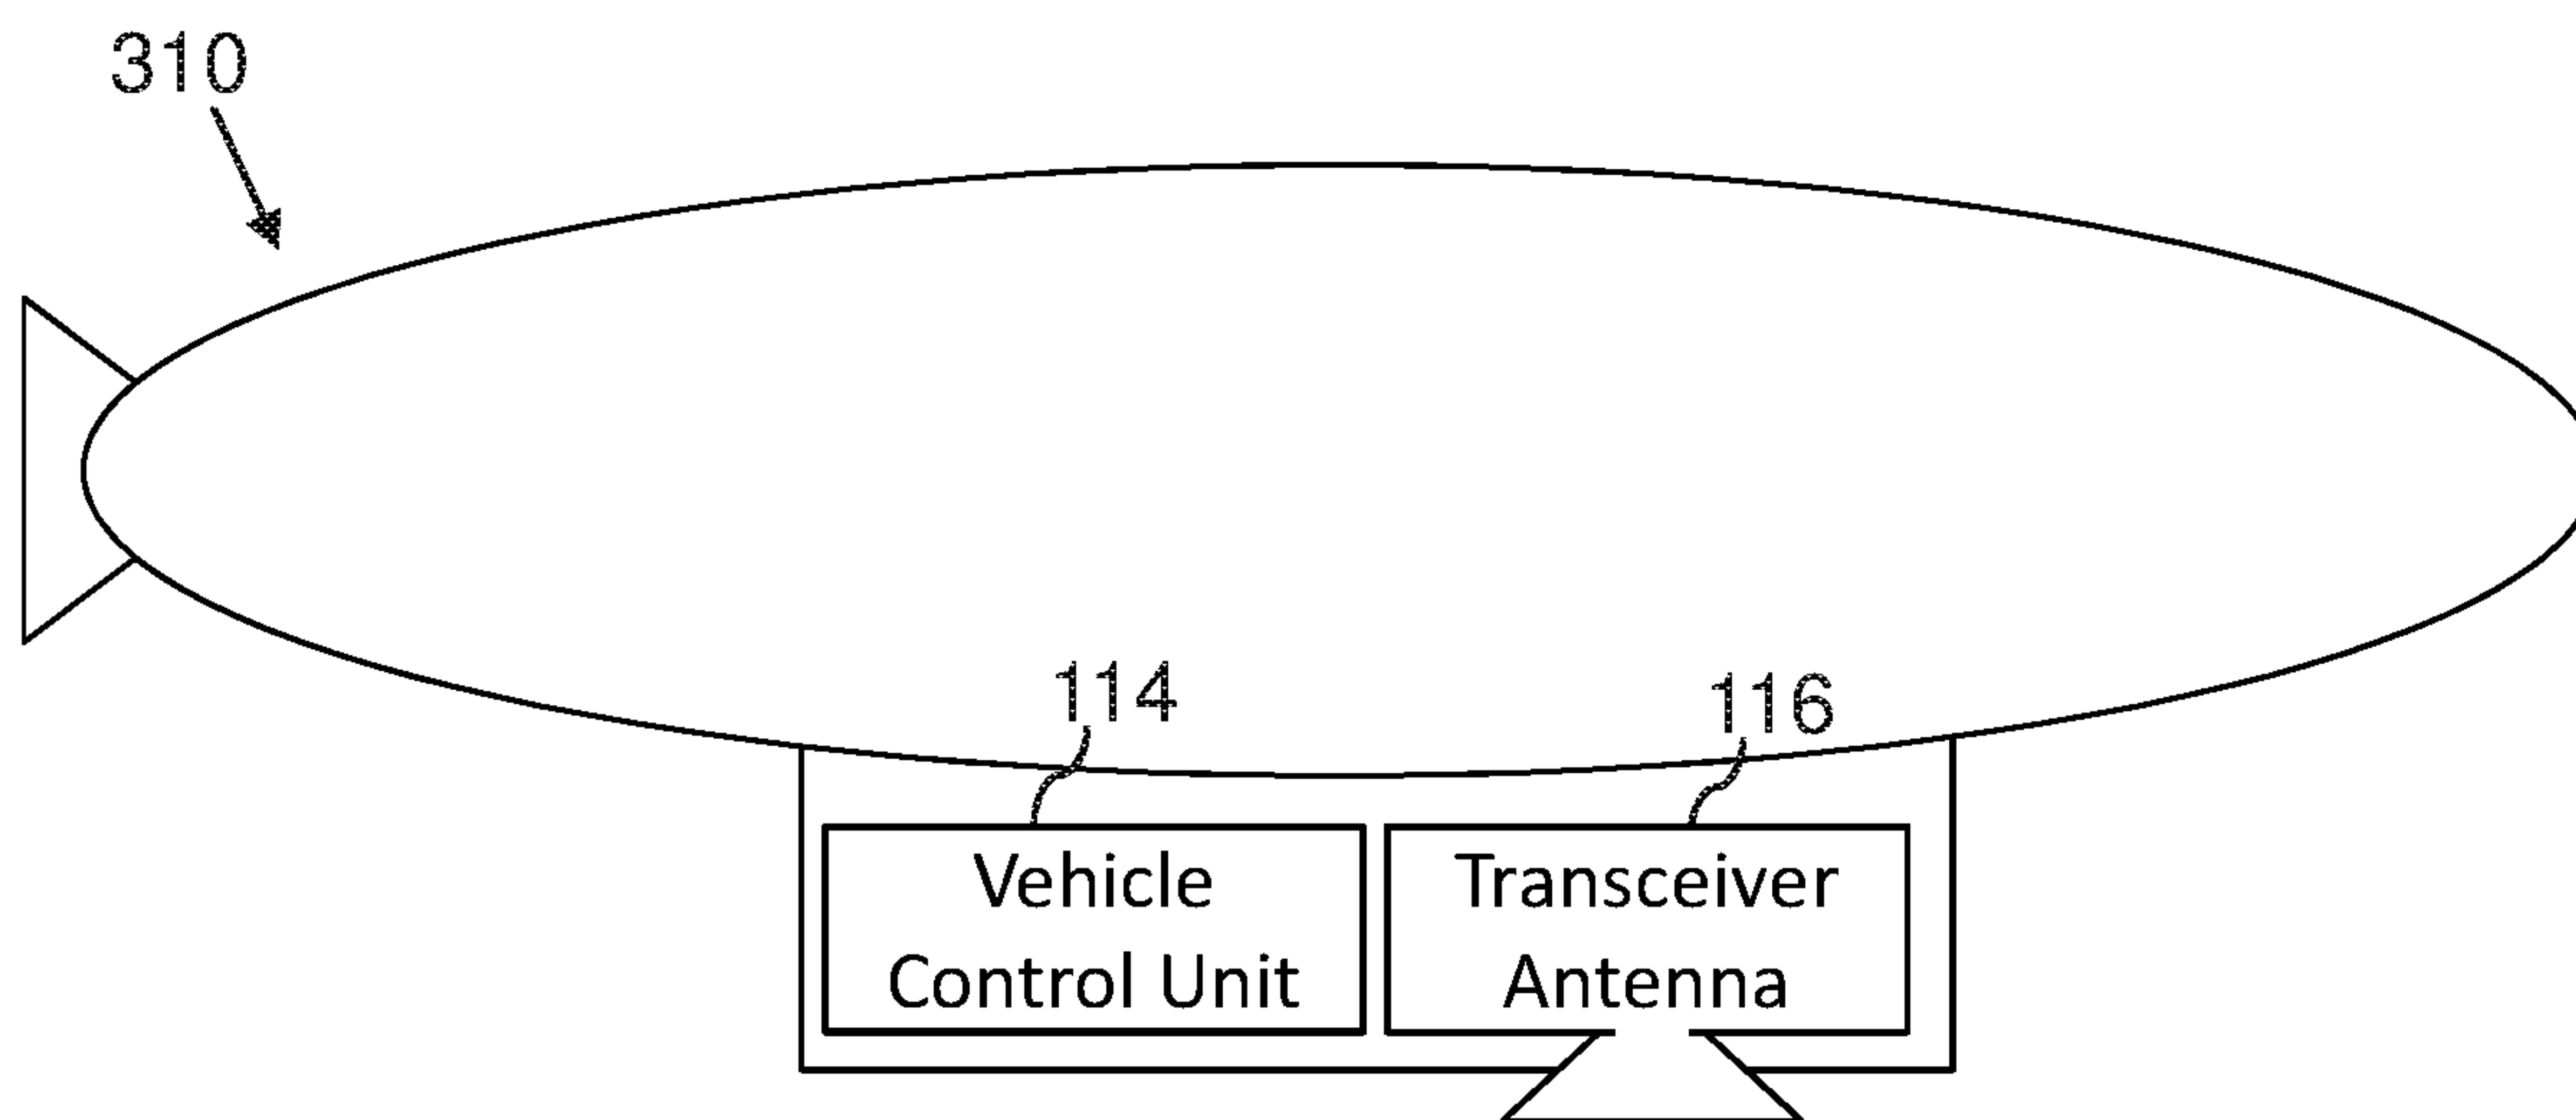 310
114
116
Vehicle
Control Unit
Transceiver
Antenna